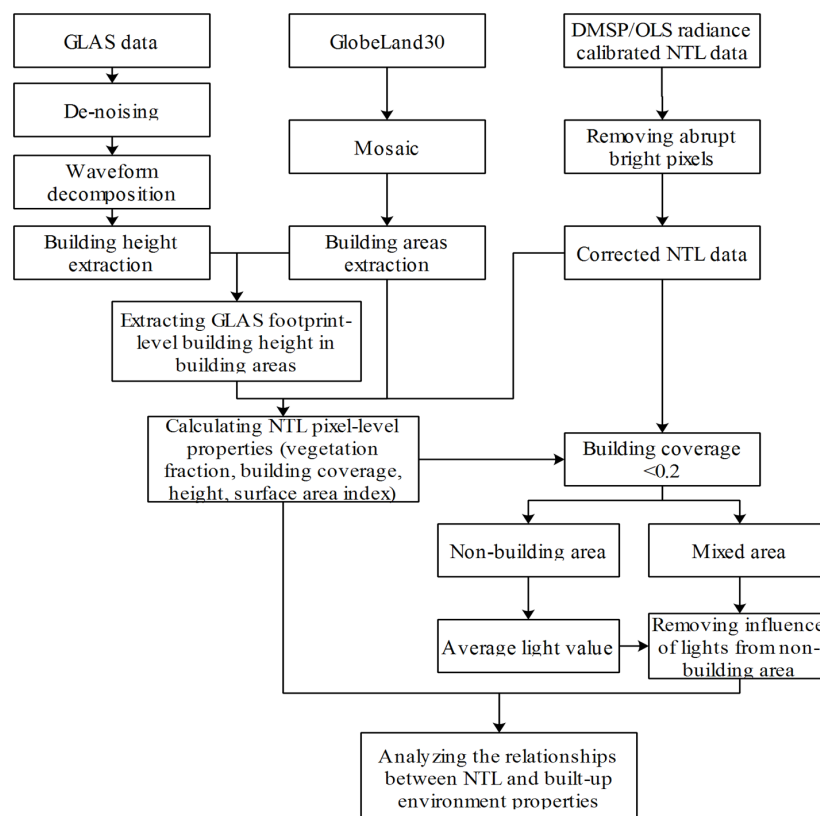 GLAS data
GlobeLand30
DMSP/OLS radiance
calibrated NTL data
De-noising
Mosaic
Removing abrupt
bright pixels
Waveform
decomposition
Building height
extraction
Building areas
extraction
Corrected NTL data
Extracting GLAS footprint-
level building height in
building areas
Calculating NTL pixel-level
properties (vegetation
fraction, building coverage,
height, surface area index)
Building coverage
<0.2
Non-building area
Mixed area
Average light value
Removing influence
of lights from non-
building area
Analyzing the relationships
between NTL and built-up
environment properties